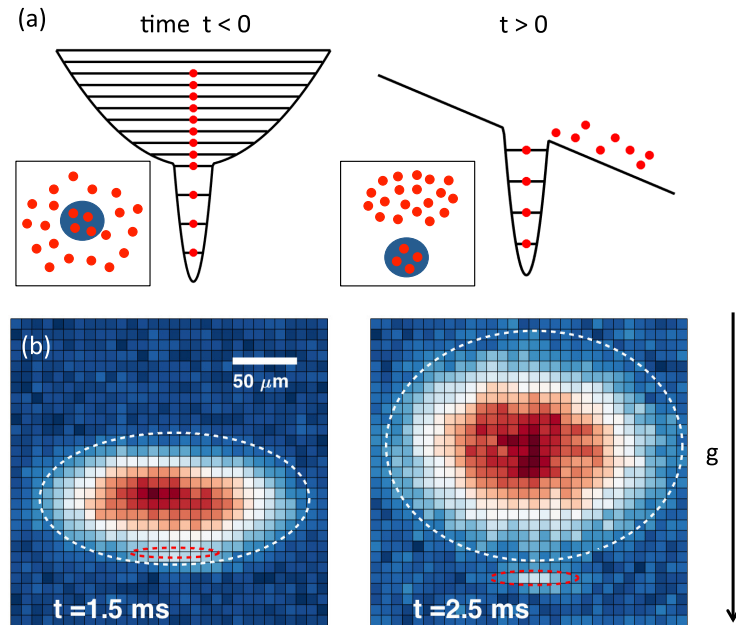 (a)
time t < 0
t > 0
(b)
50 μm
g
t =1.5 ms
t =2.5 ms